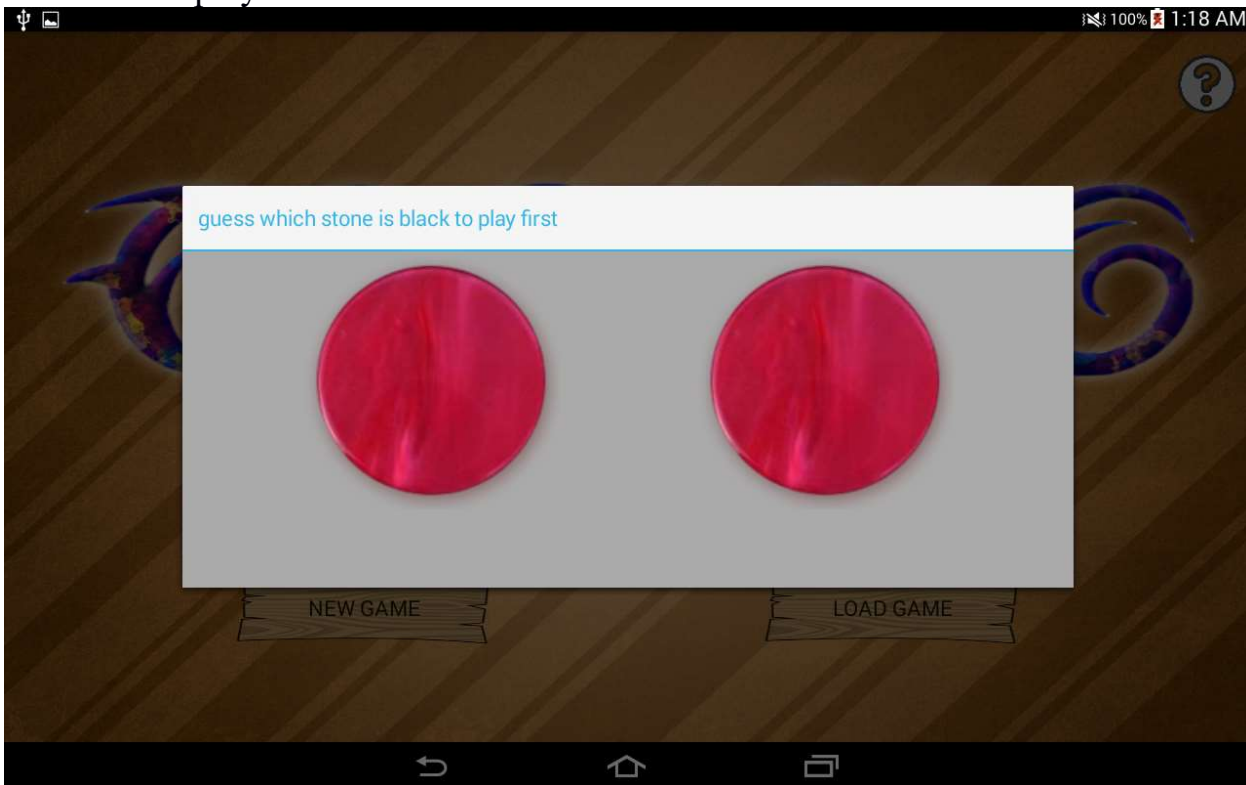 100% 1:18 AM
?
guess which stone is black to play first
NEW GAME
LOAD GAME